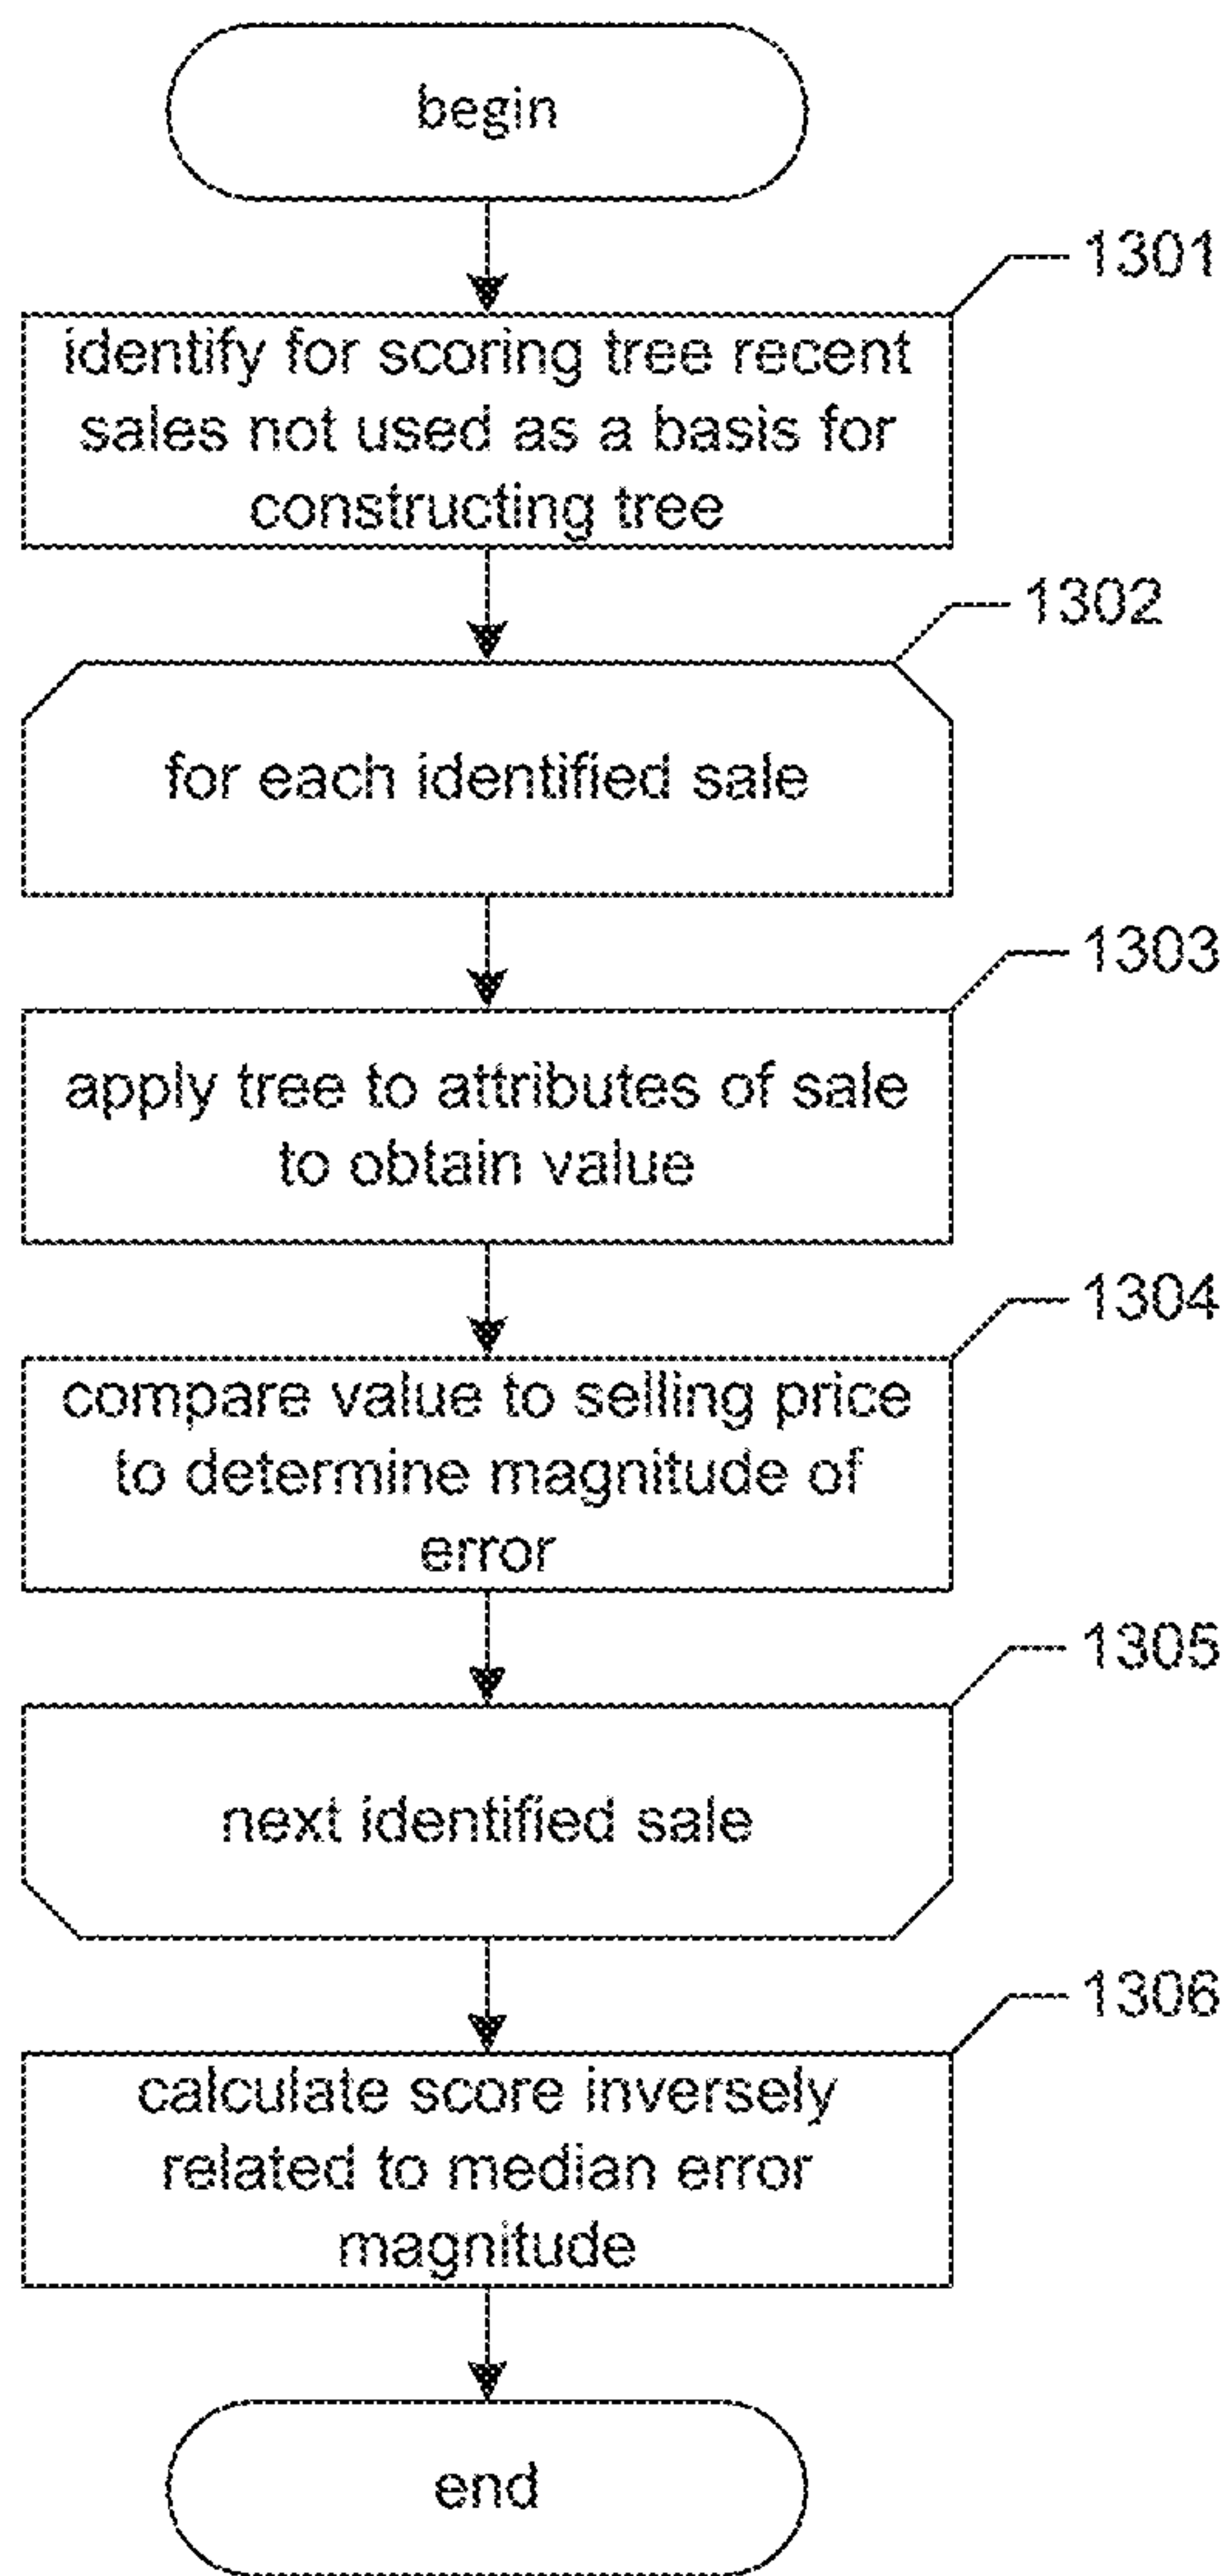 begin
1301
identify for scoring tree recent
sales not used as a basis for
constructing tree
1302
for each identified sale
1303
apply tree to attributes of sale
to obtain value
1304
compare value to selling price
to determine magnitude of
error
1305
next identified sale
1306
calculate score inversely
related to median error
magnitude
end